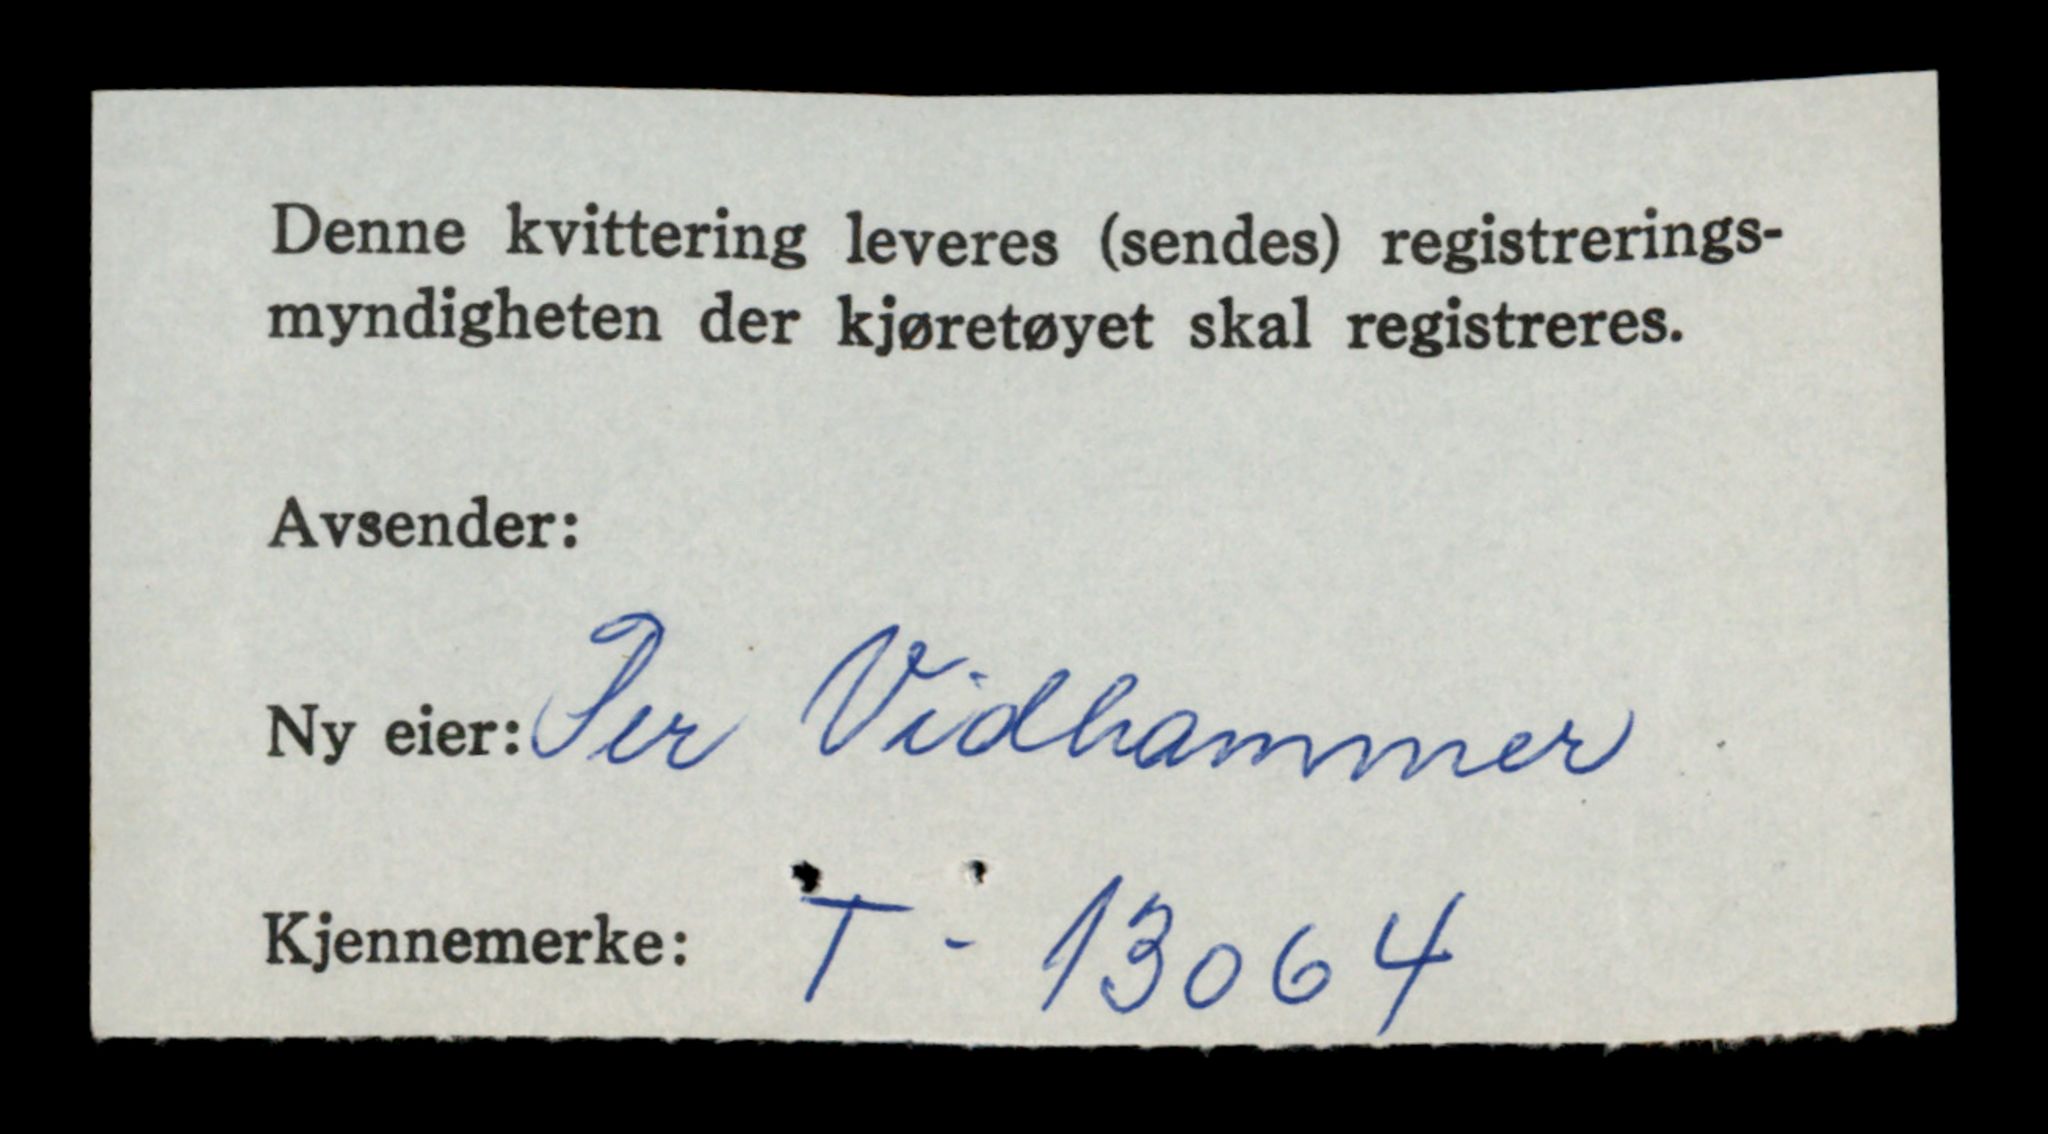 Denne kvittering leveres (sendes) registrerings-
myndigheten der kjøretøyet skal registreres.
Avsender:
Ny eier: Per Vidhammer
Kjennemerke: T - 13064